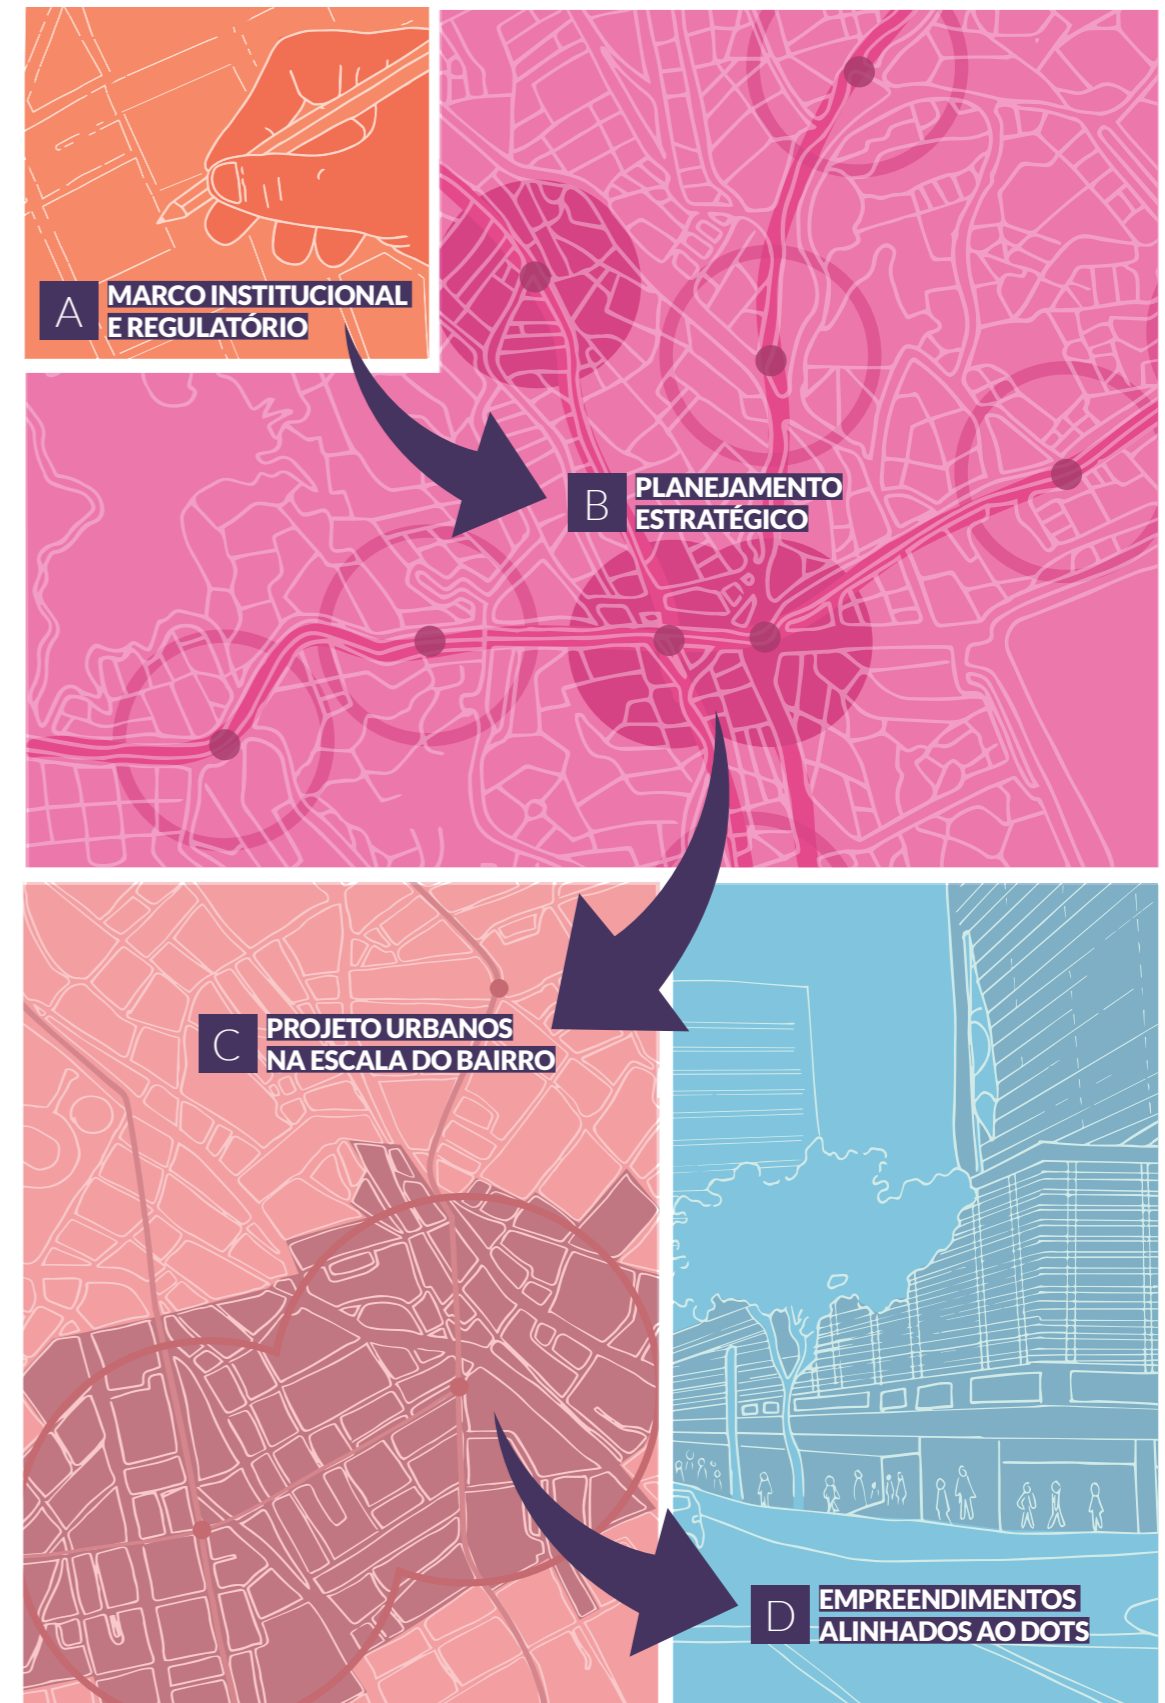 A
MARCO INSTITUCIONAL
E REGULATÓRIO
B
PLANEJAMENTO
ESTRATÉGICO
C
PROJETO URBANOS
NA ESCALA DO BAIRRO
D
EMPREENDIMENTOS
ALINHADOS AO DOTS